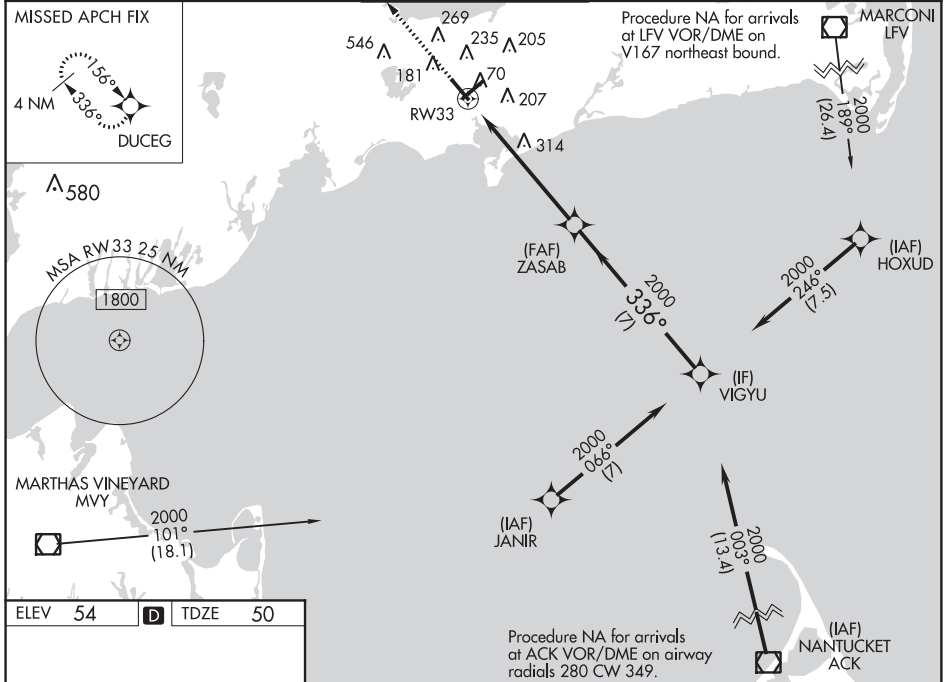 MISSED APCH FIX
156°
336°
4 NM
DUCEG
580
546
269
235
205
181
70
207
RW33
314
Procedure NA for arrivals
at LFV VOR/DME on
V167 northeast bound.
MARCONI
LFV
2000
189°
(26.4)
(FAF)
ZASAB
(IAF)
HOXUD
2000
246°
(7.5)
2000
336°
(7)
(IF)
VIGYU
MSA RW33 25 NM
1800
2000
066°
(7)
(IAF)
JANIR
MARTHAS VINEYARD
MVY
2000
101°
(18.1)
2000
003°
(13.4)
(IAF)
NANTUCKET
ACK
Procedure NA for arrivals
at ACK VOR/DME on airway
radials 280 CW 349.
ELEV 54 D TDZE 50